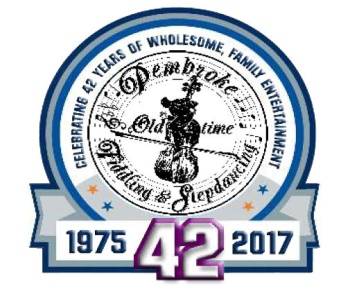 CELEBRATING 42 YEARS OF WHOLESOME, FAMILY ENTERTAINMENT
Pembroke
Old time
Fiddling & Stepdancing
1975 42 2017